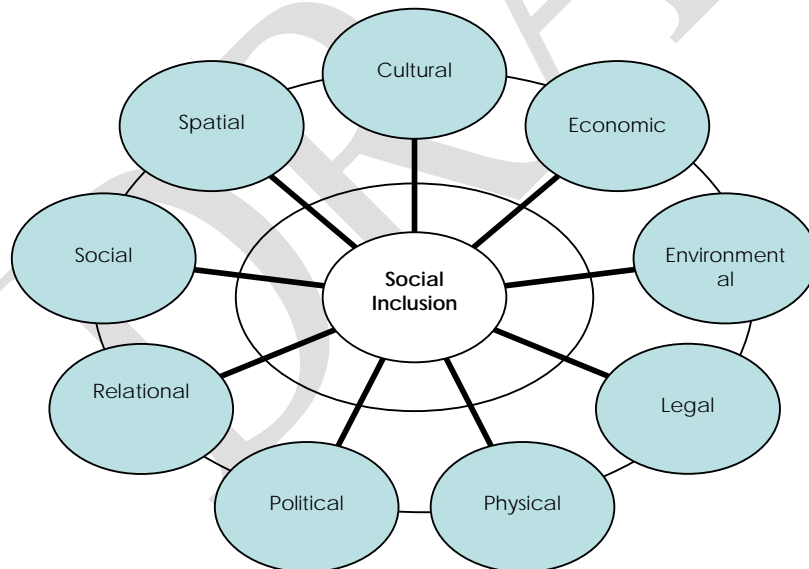 Cultural
Spatial
Economic
Social
Environment
al
Social
Inclusion
Relational
Legal
Political
Physical